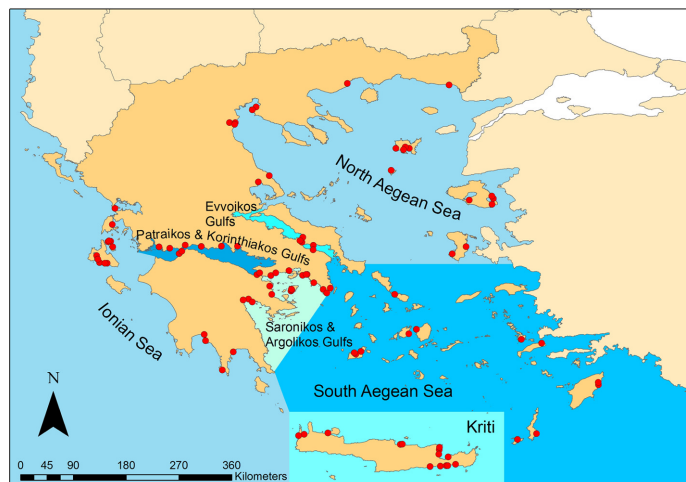 North Aegean Sea
Evvoikos
Gulfs
Patraikos & Korinthiakos Gulfs
Ionian Sea
Saronikos &
Argolikos Gulfs
South Aegean Sea
Kriti
N
0 45 90 180 270 360
Kilometers